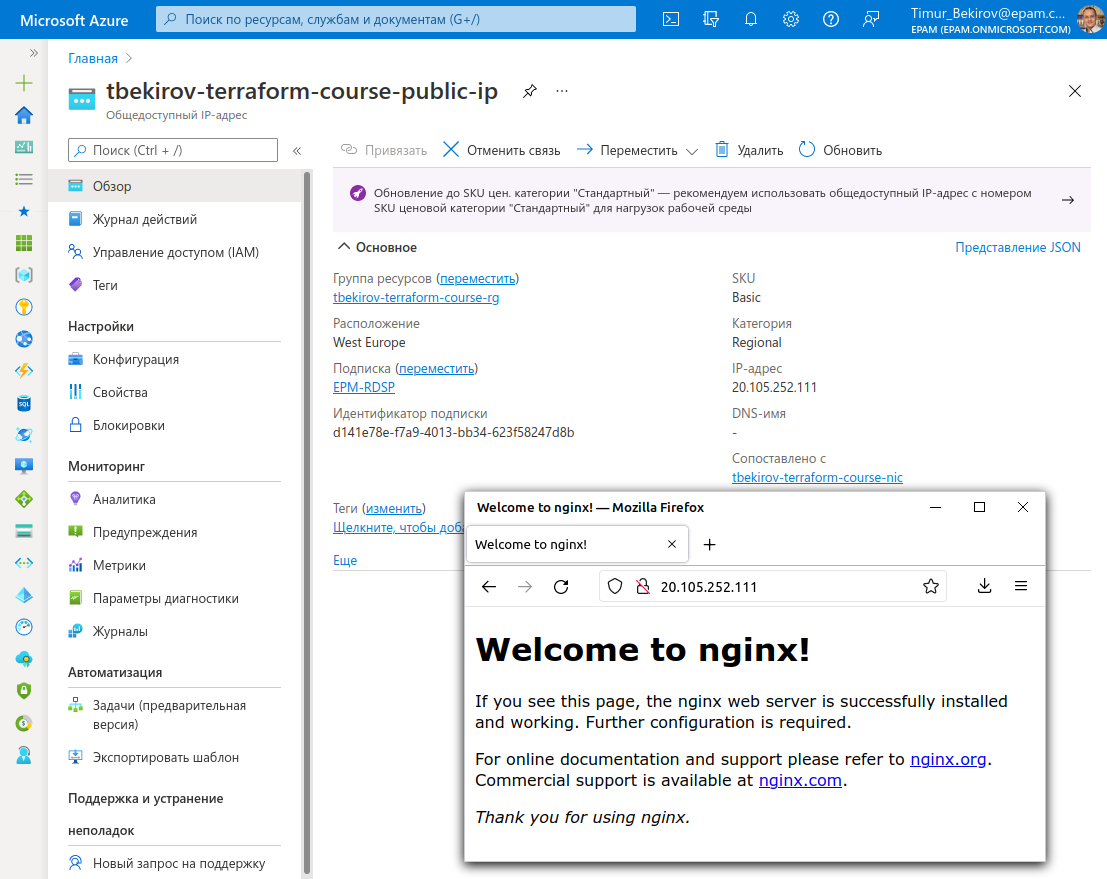 Microsoft Azure
Поиск по ресурсам, службам и документам (G+/)
Timur_Bekirov@epam.c...
EPAM (EPAM.ONMICROSOFT.COM)
Главная
tbekirov-terraform-course-public-ip
Общедоступный IP-адрес
Поиск (Ctrl + /)
Привязать
Отменить связь
Переместить
Удалить
Обновить
Обзор
Журнал действий
Управление доступом (IAM)
Теги
Настройки
Конфигурация
Свойства
Блокировки
Мониторинг
Аналитика
Предупреждения
Метрики
Параметры диагностики
Журналы
Автоматизация
Задачи (предварительная
версия)
Экспортировать шаблон
Поддержка и устранение
неполадок
Новый запрос на поддержку
Обновление до SKU цен. категории "Стандартный" — рекомендуем использовать общедоступный IP-адрес с номером
SKU ценовой категории "Стандартный" для нагрузок рабочей среды
Основное
Представление JSON
Группа ресурсов (переместить)
tbekirov-terraform-course-rg
Расположение
West Europe
Подписка (переместить)
EPM-RDSP
Идентификатор подписки
d141e78e-f7a9-4013-bb34-623f58247d8b
SKU
Basic
Категория
Regional
IP-адрес
20.105.252.111
DNS-имя
-
Сопоставлено с
tbekirov-terraform-course-nic
Теги (изменить)
Щелкните, чтобы доб
Еще
Welcome to nginx! — Mozilla Firefox
Welcome to nginx!
20.105.252.111
Welcome to nginx!
If you see this page, the nginx web server is successfully installed
and working. Further configuration is required.
For online documentation and support please refer to nginx.org.
Commercial support is available at nginx.com.
Thank you for using nginx.